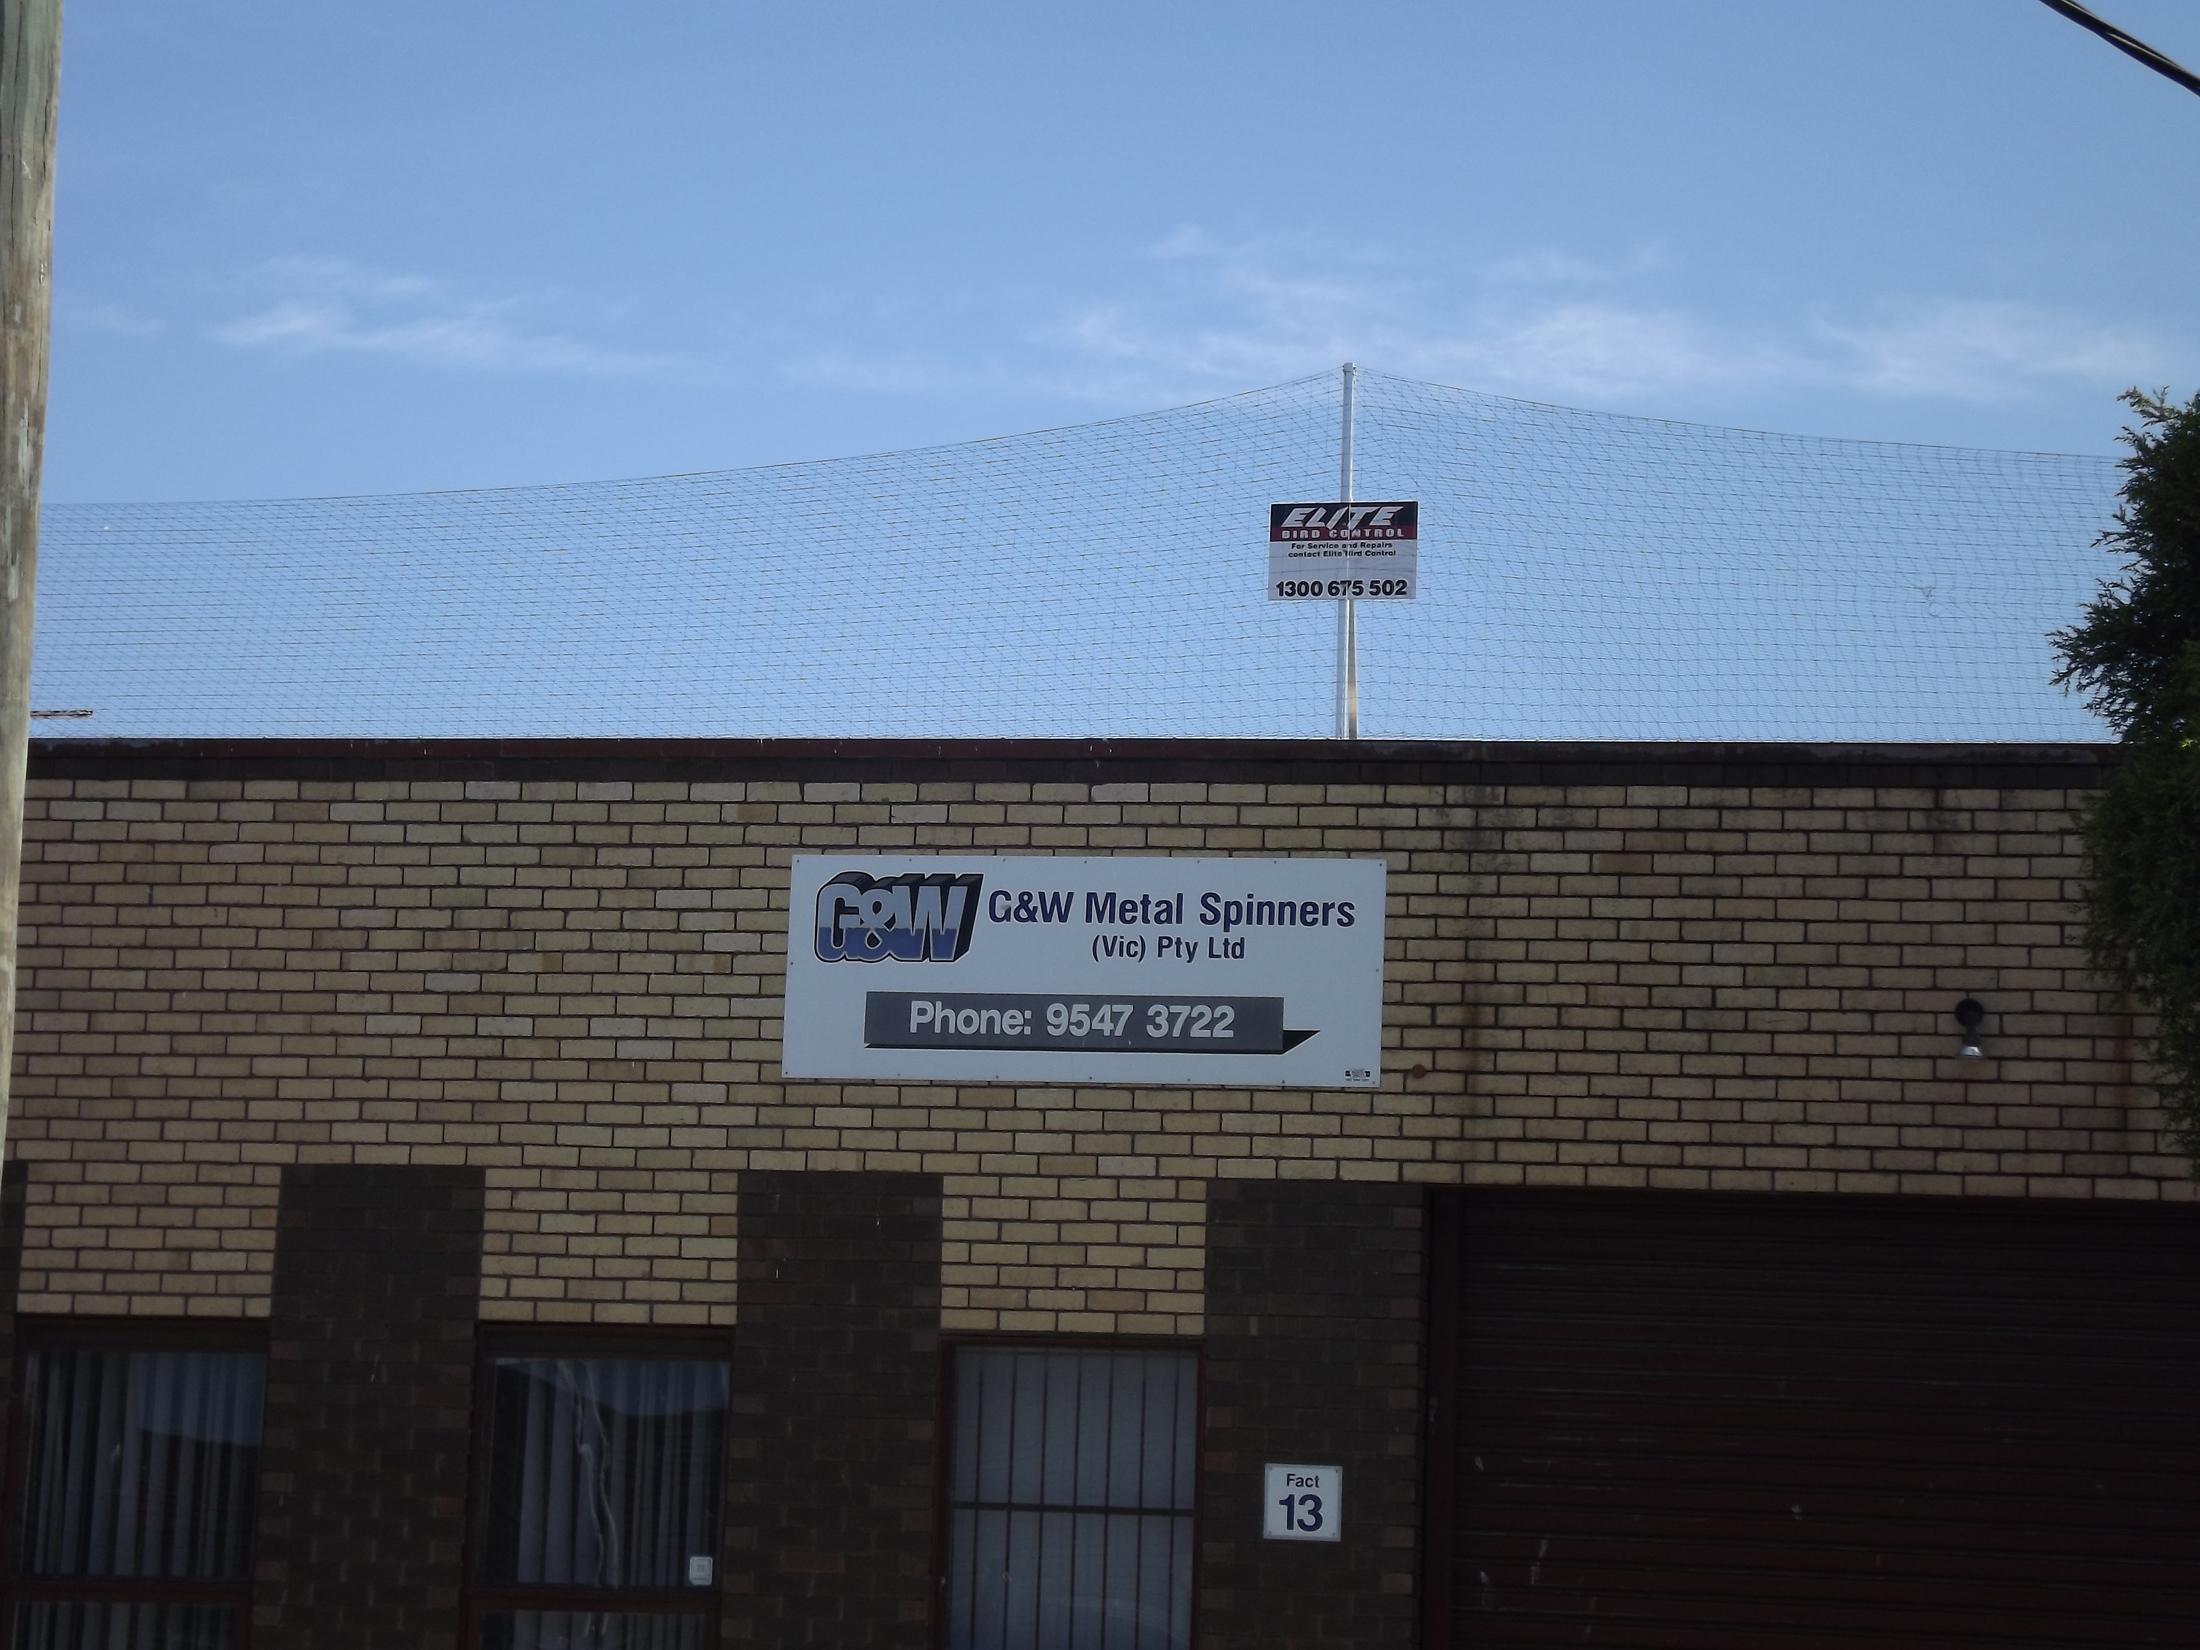 ELITE
BIRD CONTROL
For Service and Repairs
contact Elite Bird Control
1300 675 502
G&W
G&W Metal Spinners
(Vic) Pty Ltd
Phone: 9547 3722
Fact
13